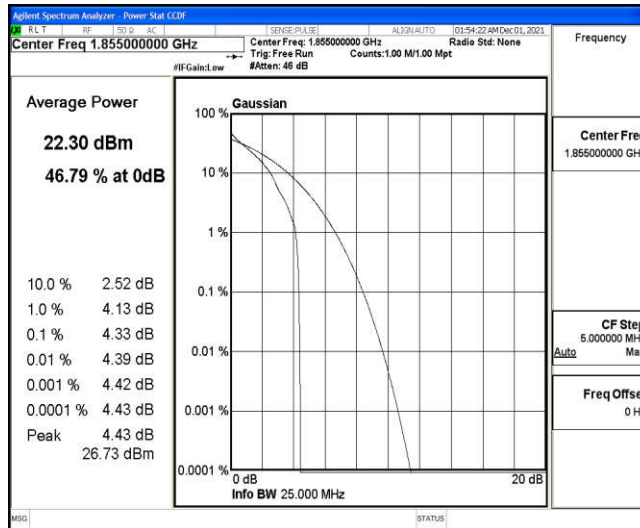 Agilent Spectrum Analyzer - Power Stat CCDF
RLT RF 50 Ω AC SENSE:PULSE ALIGN AUTO 01:54:22 AM Dec 01, 2021
Center Freq 1.855000000 GHz
Center Freq: 1.855000000 GHz Radio Std: None
Trig: Free Run Counts:1.00 M/1.00 Mpt
#IFGain:Low #Atten: 46 dB
Frequency
Average Power
22.30 dBm
46.79 % at 0dB
10.0 % 2.52 dB
1.0 % 4.13 dB
0.1 % 4.33 dB
0.01 % 4.39 dB
0.001 % 4.42 dB
0.0001 % 4.43 dB
Peak 4.43 dB
26.73 dBm
Gaussian
100 %
10 %
1 %
0.1 %
0.01 %
0.001 %
0.0001 %
0 dB 20 dB
Info BW 25.000 MHz
Center Fre
1.855000000 GH
CF Step
5.000000 MH
Auto Ma
Freq Offse
0 H
MSG STATUS